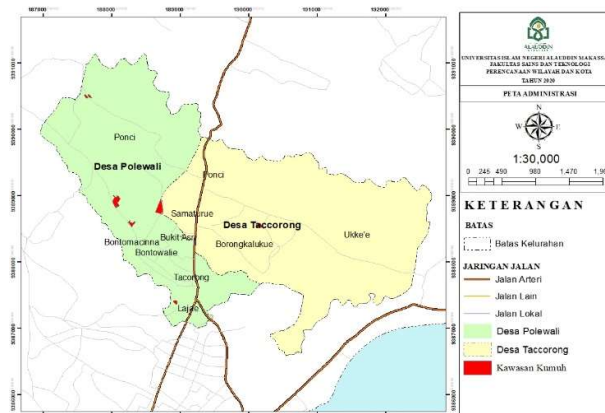 Ponci
Desa Polewali
Ponci
Samaturue
Desa Taccorong
Ukke'e
Bukit Asri
Borongkalukue
Bontomacinna
Bontowalie
Tacorong
Lajae
ALAUDDIN
UNIVERSITAS ISLAM NEGERI ALAUDDIN MAKASSA
FAKULTAS SAINS DAN TEKNOLOGI
PERENCANAAN WILAYAH DAN KOTA
TAHUN 2020
PETA ADMINISTRASI
N
W E
S
1:30,000
0 245 490 980 1,470
KETERANGAN
BATAS
Batas Kelurahan
JARINGAN JALAN
Jalan Arteri
Jalan Lain
Jalan Lokal
Desa Polewali
Desa Taccorong
Kawasan Kumuh